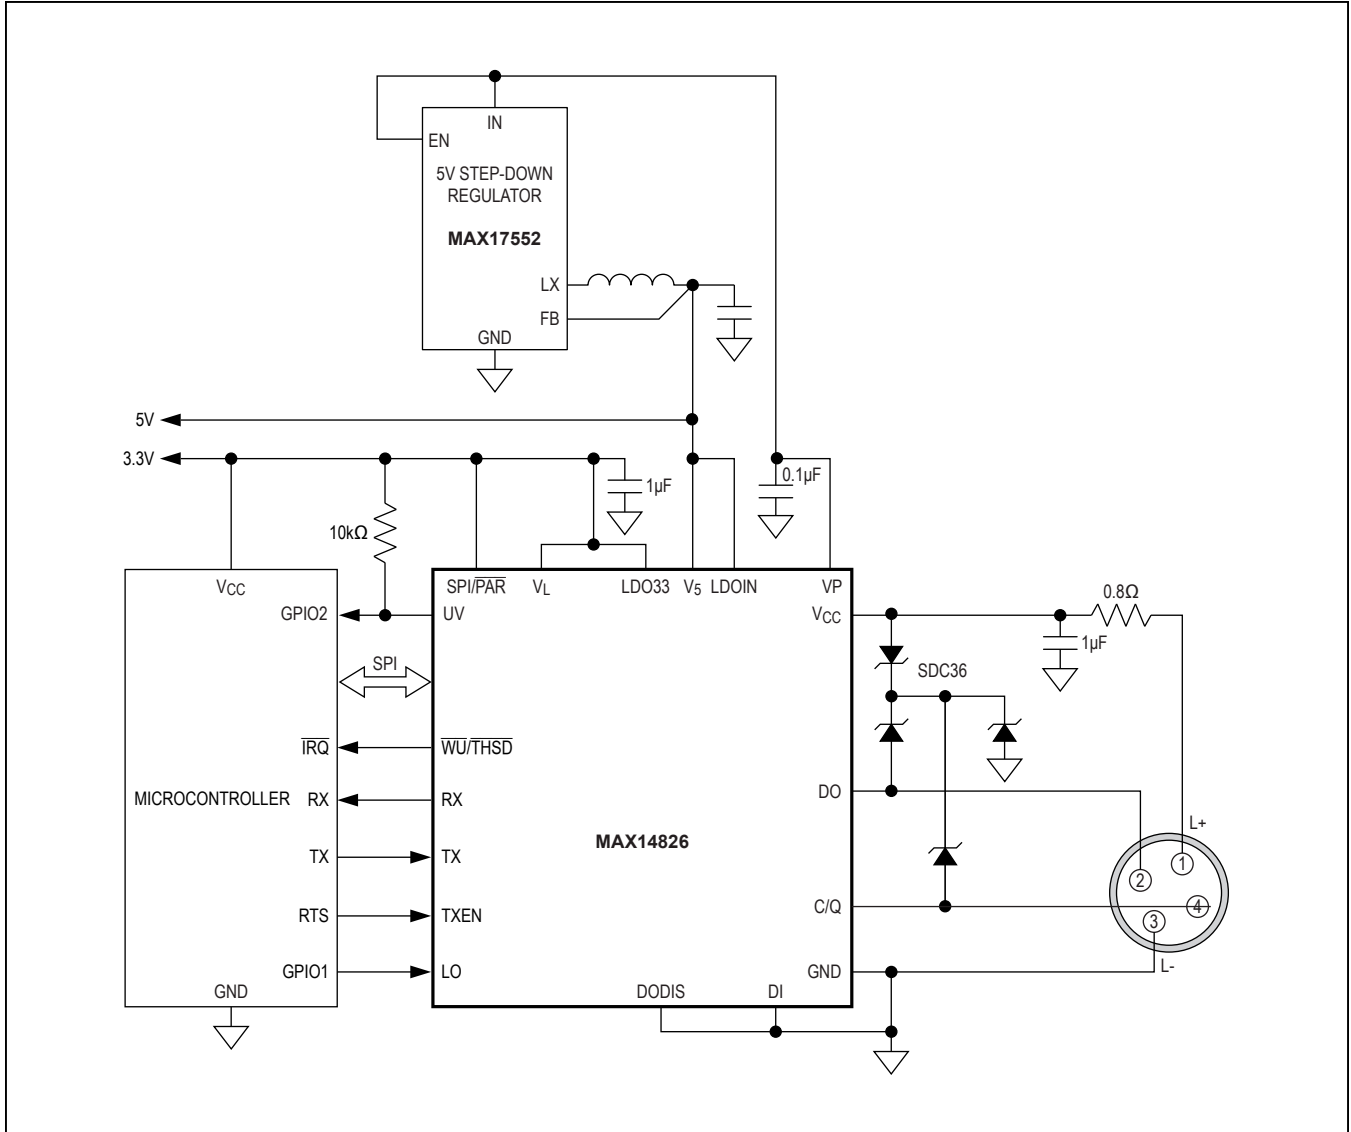 IN
EN
5V STEP-DOWN
REGULATOR
MAX17552
LX
FB
GND
5V
3.3V
1µF
0.1µF
10kΩ
VCC
SPI/PAR
VL
LDO33
V5
LDOIN
VP
GPIO2
UV
VCC
0.8Ω
1µF
SPI
SDC36
IRQ
WU/THSD
MICROCONTROLLER
RX
RX
DO
MAX14826
L+
TX
TX
1
2
RTS
TXEN
C/Q
4
3
GPIO1
LO
GND
L-
GND
DODIS
DI